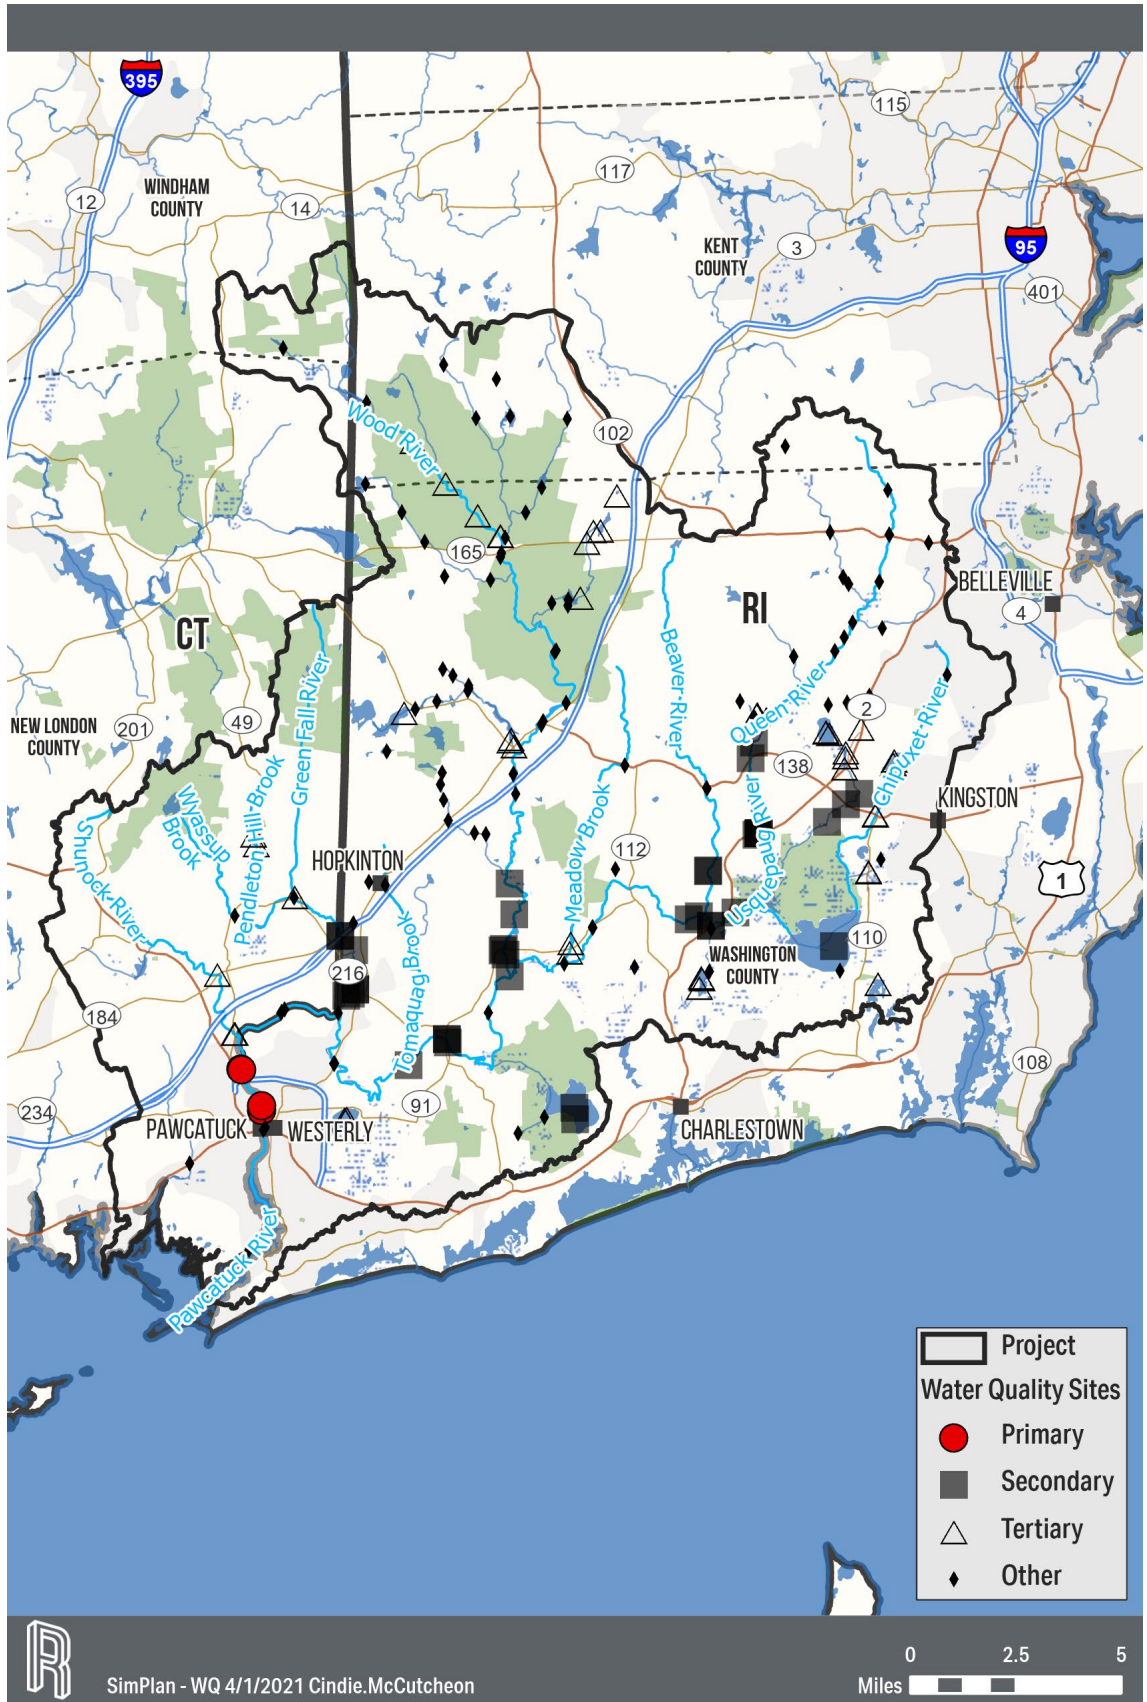 395
115
117
12
WINDHAM
COUNTY
14
KENT
COUNTY
3
95
401
Wood River
102
165
BELLEVILLE
4
CT
RI
Beaver River
Green Fall River
Queen River
Chipuxet River
NEW LONDON
COUNTY
201
49
2
138
Shunock River
Wyassup
Brook
Pendleton Hill Brook
HOPKINTON
Meadow Brook
112
Usquepaug River
KINGSTON
1
110
WASHINGTON
COUNTY
216
Tomaquag Brook
184
108
234
91
PAWCATUCK
WESTERLY
CHARLESTOWN
Pawcatuck River
Project
Water Quality Sites
Primary
Secondary
Tertiary
Other
R
SimPlan - WQ 4/1/2021 Cindie.McCutcheon
0 2.5 5
Miles